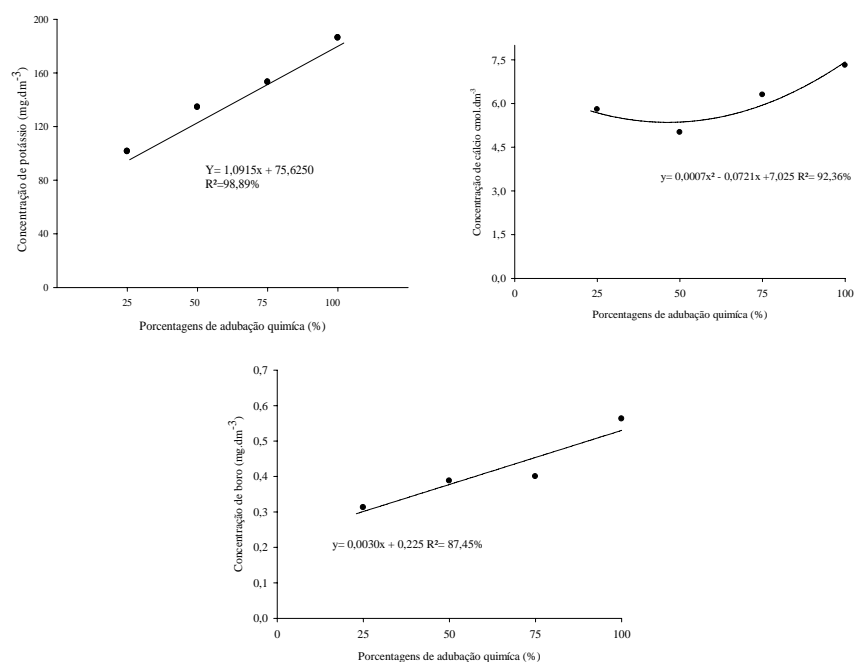 Concentração de potássio (mg.dm-3)
200
160
120
80
40
0
Y= 1,0915x + 75,6250
R²=98,89%
25 50 75 100
Porcentagens de adubação quimíca (%)
Concentração de cálcio cmol.dm-3
7,5
6,0
4,5
3,0
1,5
0,0
y= 0,0007x² - 0,0721x +7,025 R²= 92,36%
0 25 50 75 100
Porcentagens de adubação quimíca (%)
Concentração de boro (mg.dm-3)
0,7
0,6
0,5
0,4
0,3
0,2
0,1
0,0
y= 0,0030x + 0,225 R²= 87,45%
0 25 50 75 100
Porcentagens de adubação quimíca (%)